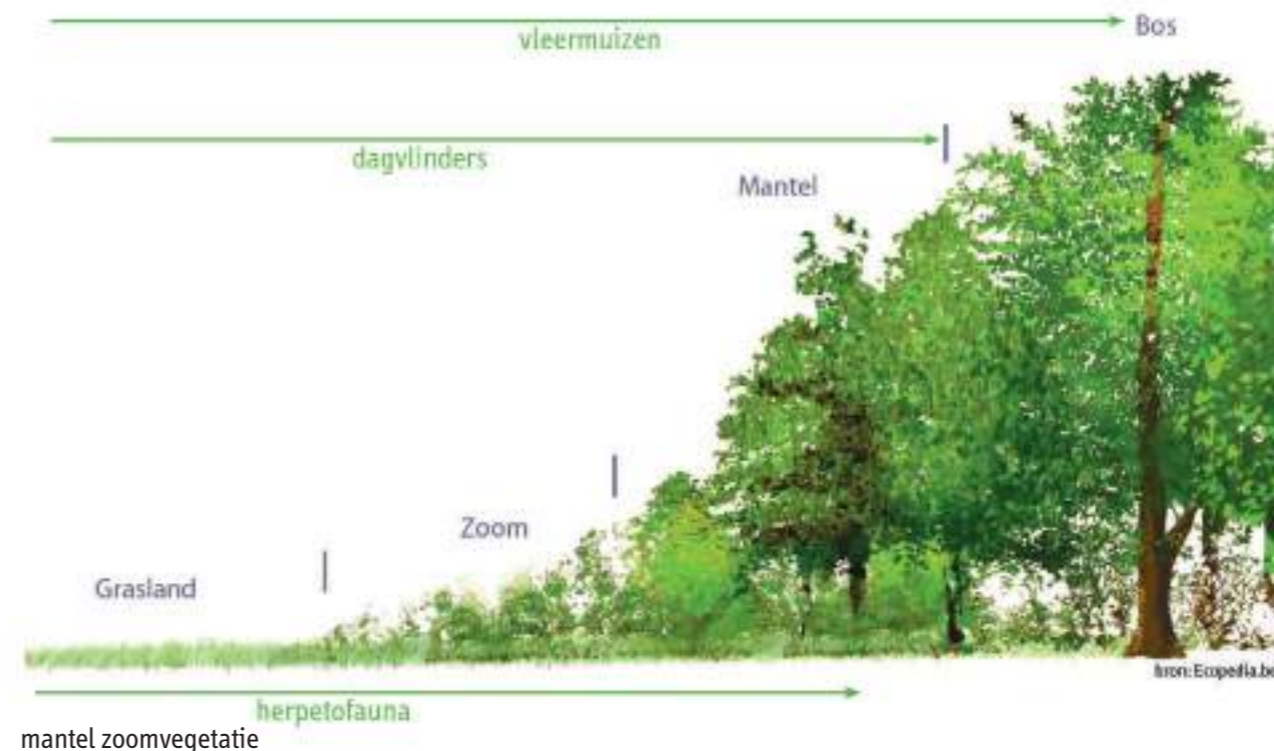 Bos
vleermuizen
dagvlinders
Mantel
Zoom
Grasland
bron: Ecopedia.be
herpetofauna
mantel zoomvegetatie